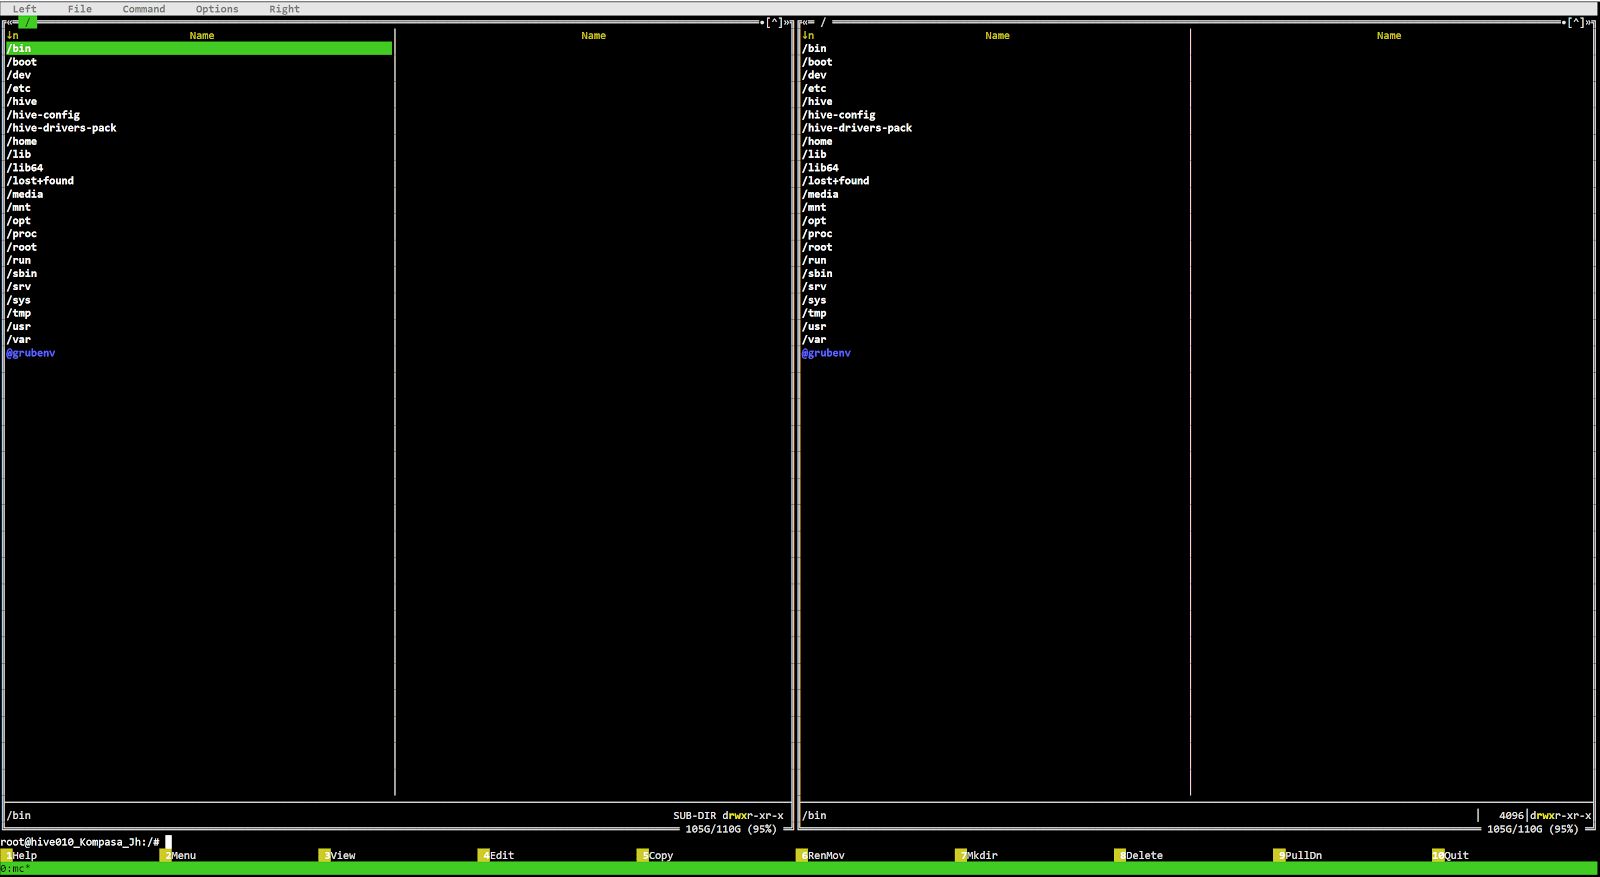 Left File Command Options Right
/ •[^]» « / •[^]»
↓n Name Name ↓n Name Name
/bin /bin
/boot /boot
/dev /dev
/etc /etc
/hive /hive
/hive-config /hive-config
/hive-drivers-pack /hive-drivers-pack
/home /home
/lib /lib
/lib64 /lib64
/lost+found /lost+found
/media /media
/mnt /mnt
/opt /opt
/proc /proc
/root /root
/run /run
/sbin /sbin
/srv /srv
/sys /sys
/tmp /tmp
/usr /usr
/var /var
@grubenv @grubenv
/bin SUB-DIR drwxr-xr-x /bin | 4096|drwxr-xr-x
105G/110G (95%) 105G/110G (95%)
root@hive010_Kompasa_Jh:/#
1Help 2Menu 3View 4Edit 5Copy 6RenMov 7Mkdir 8Delete 9PullDn 10Quit
0:mc*